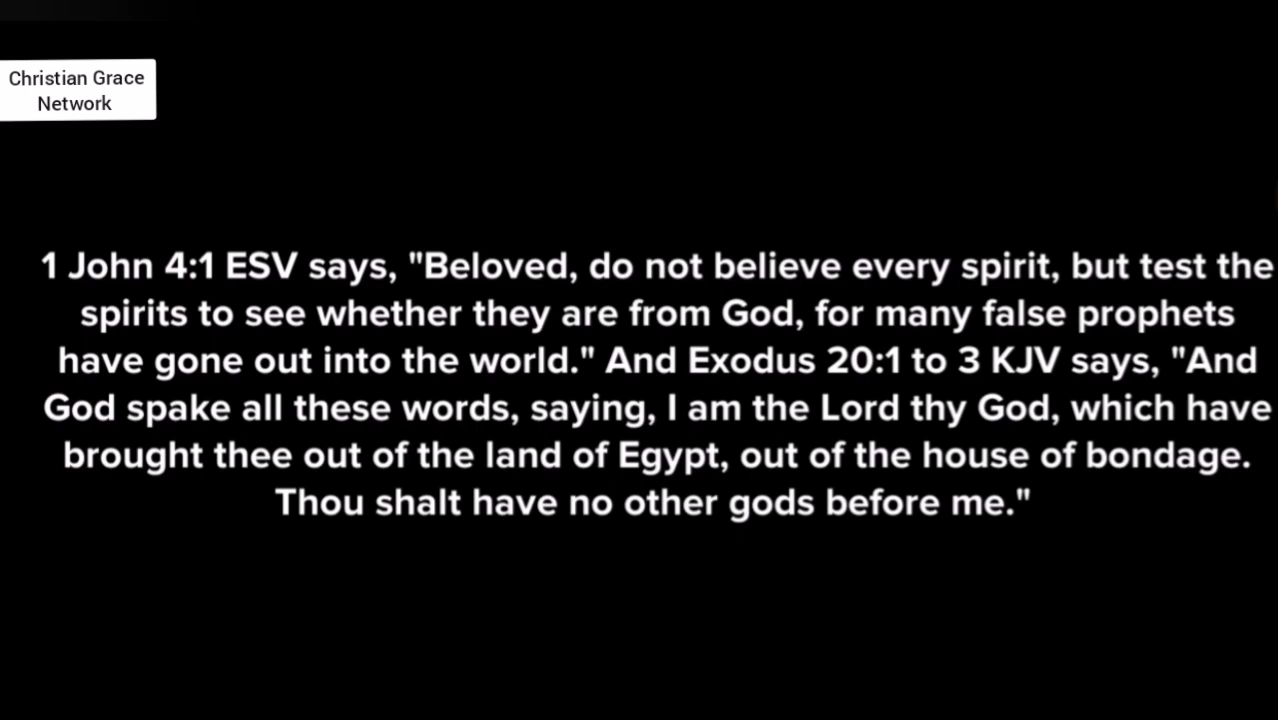 Christian Grace
Network
1 John 4:1 ESV says, "Beloved, do not believe every spirit, but test the
spirits to see whether they are from God, for many false prophets
have gone out into the world." And Exodus 20:1 to 3 KJV says, "And
God spake all these words, saying, I am the Lord thy God, which have
brought thee out of the land of Egypt, out of the house of bondage.
Thou shalt have no other gods before me."